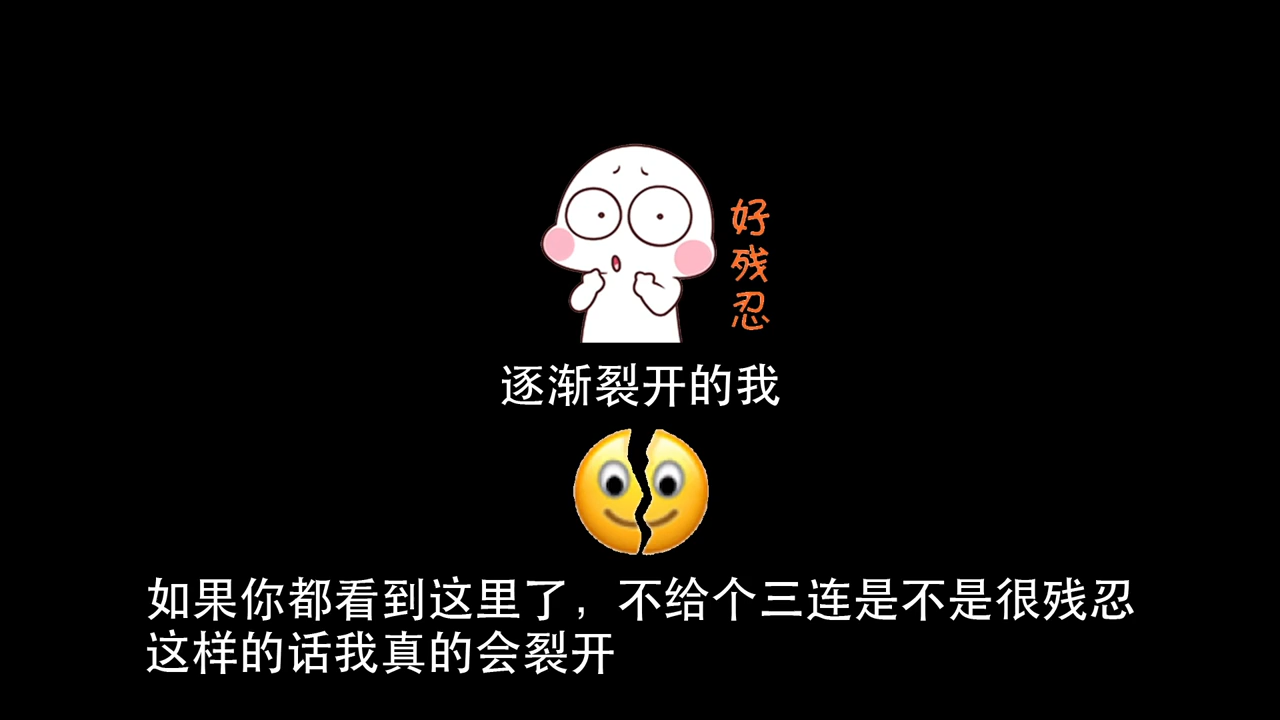 好残忍
逐渐裂开的我
如果你都看到这里了，不给个三连是不是很残忍
这样的话我真的会裂开